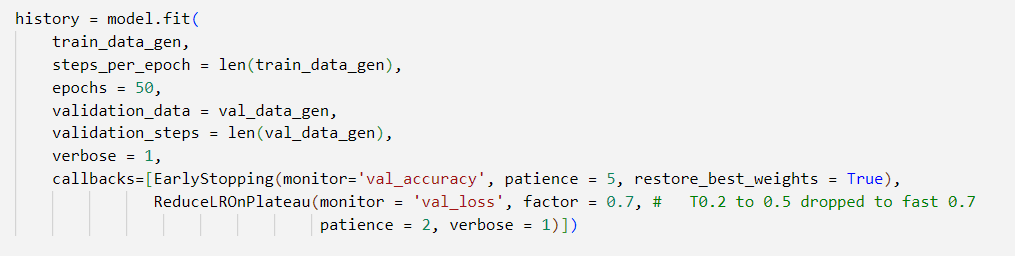 history = model.fit(
    train_data_gen,
    steps_per_epoch = len(train_data_gen),
    epochs = 50,
    validation_data = val_data_gen,
    validation_steps = len(val_data_gen),
    verbose = 1,
    callbacks=[EarlyStopping(monitor='val_accuracy', patience = 5, restore_best_weights = True),
               ReduceLROnPlateau(monitor = 'val_loss', factor = 0.7, #   T0.2 to 0.5 dropped to fast 0.7
                                 patience = 2, verbose = 1)])